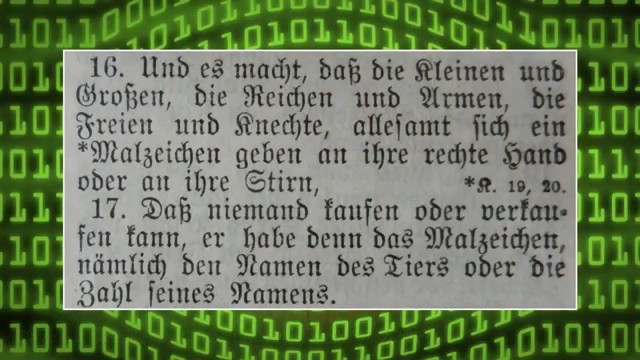 16. Und es macht, daß die Kleinen und
Großen, die Reichen und Armen, die
Freien und Knechte, allesamt sich ein
*Malzeichen geben an ihre rechte Hand
oder an ihre Stirn, *K. 19, 20.
17. Daß niemand kaufen oder verkau-
fen kann, er habe denn das Malzeichen,
nämlich den Namen des Tiers oder die
Zahl seines Namens.